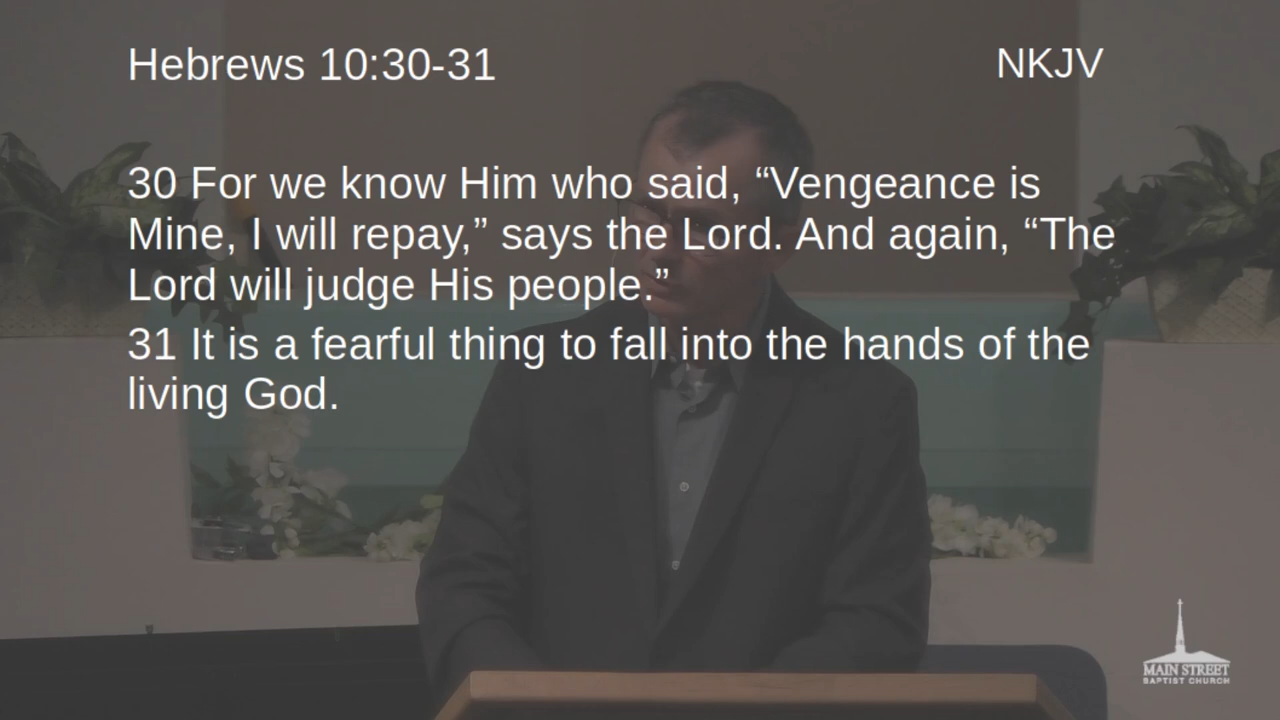 Hebrews 10:30-31 NKJV
30 For we know Him who said, “Vengeance is
Mine, I will repay,” says the Lord. And again, “The
Lord will judge His people.”
31 It is a fearful thing to fall into the hands of the
living God.
MAIN STREET
BAPTIST CHURCH